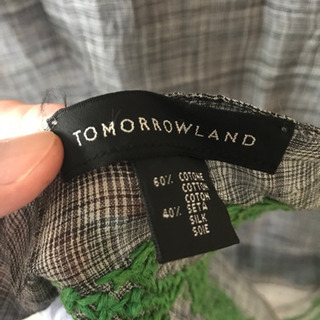 TOMORROWLAND
60% COTONE
COTTON
COTON
40% SETA
SILK
SOIE